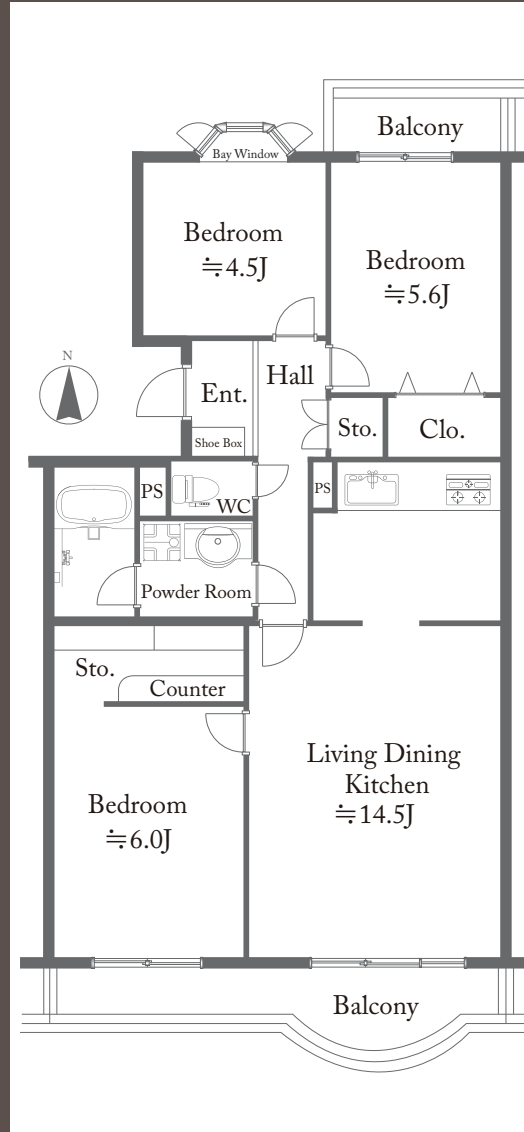 Balcony
Bay Window
Bedroom
≒4.5J
Bedroom
≒5.6J
N
Ent.
Hall
Shoe Box
Sto.
Clo.
PS
WC
PS
Powder Room
Sto.
Counter
Living Dining
Kitchen
≒14.5J
Bedroom
≒6.0J
Balcony